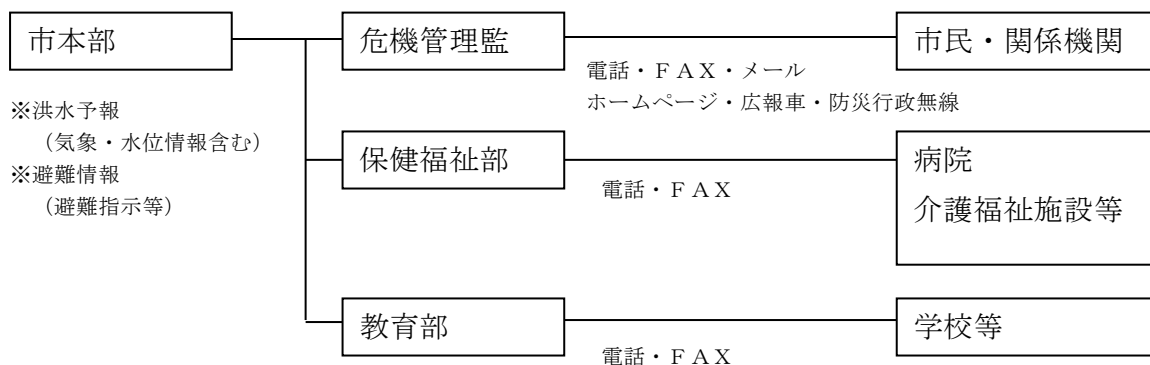 市本部
危機管理監
市民・関係機関
電話・ＦＡＸ・メール
ホームページ・広報車・防災行政無線
※洪水予報
（気象・水位情報含む）
※避難情報
（避難指示等）
保健福祉部
電話・ＦＡＸ
病院
介護福祉施設等
教育部
電話・ＦＡＸ
学校等